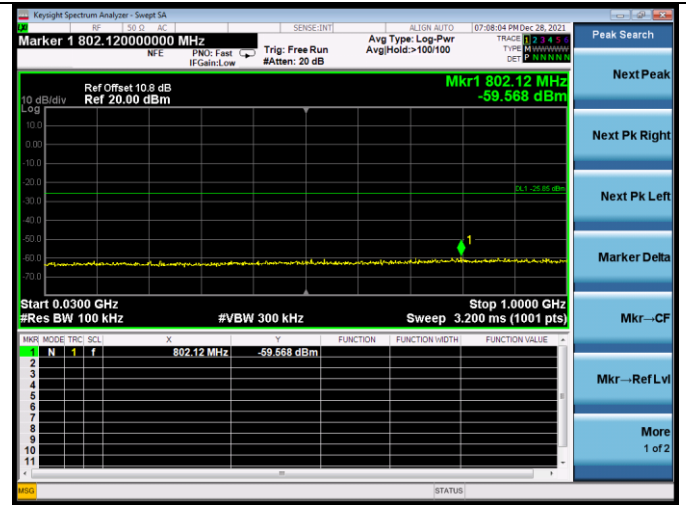 Keysight Spectrum Analyzer - Swept SA
RF 50 Ω AC SENSE:INT ALIGN AUTO 07:08:04 PM Dec 28, 2021
Marker 1 802.120000000 MHz
NFE PNO: Fast IFGain:Low
Trig: Free Run #Atten: 20 dB
Avg Type: Log-Pwr Avg|Hold:>100/100
TRACE 1 2 3 4 5 6
TYPE M W W W W W
DET P N N N N N
Ref Offset 10.8 dB
Mkr1 802.12 MHz
10 dB/div Ref 20.00 dBm
-59.568 dBm
Log
10.0
0.00
-10.0
-20.0
DL1 -25.85 dBm
-30.0
-40.0
-50.0
1
-60.0
-70.0
Start 0.0300 GHz Stop 1.0000 GHz
#Res BW 100 kHz #VBW 300 kHz Sweep 3.200 ms (1001 pts)
MKR MODE TRC SCL X Y FUNCTION FUNCTION WIDTH FUNCTION VALUE
1 N 1 f 802.12 MHz -59.568 dBm
2
3
4
5
6
7
8
9
10
11
MSG STATUS
Peak Search
Next Peak
Next Pk Right
Next Pk Left
Marker Delta
Mkr→CF
Mkr→Ref Lvl
More
1 of 2